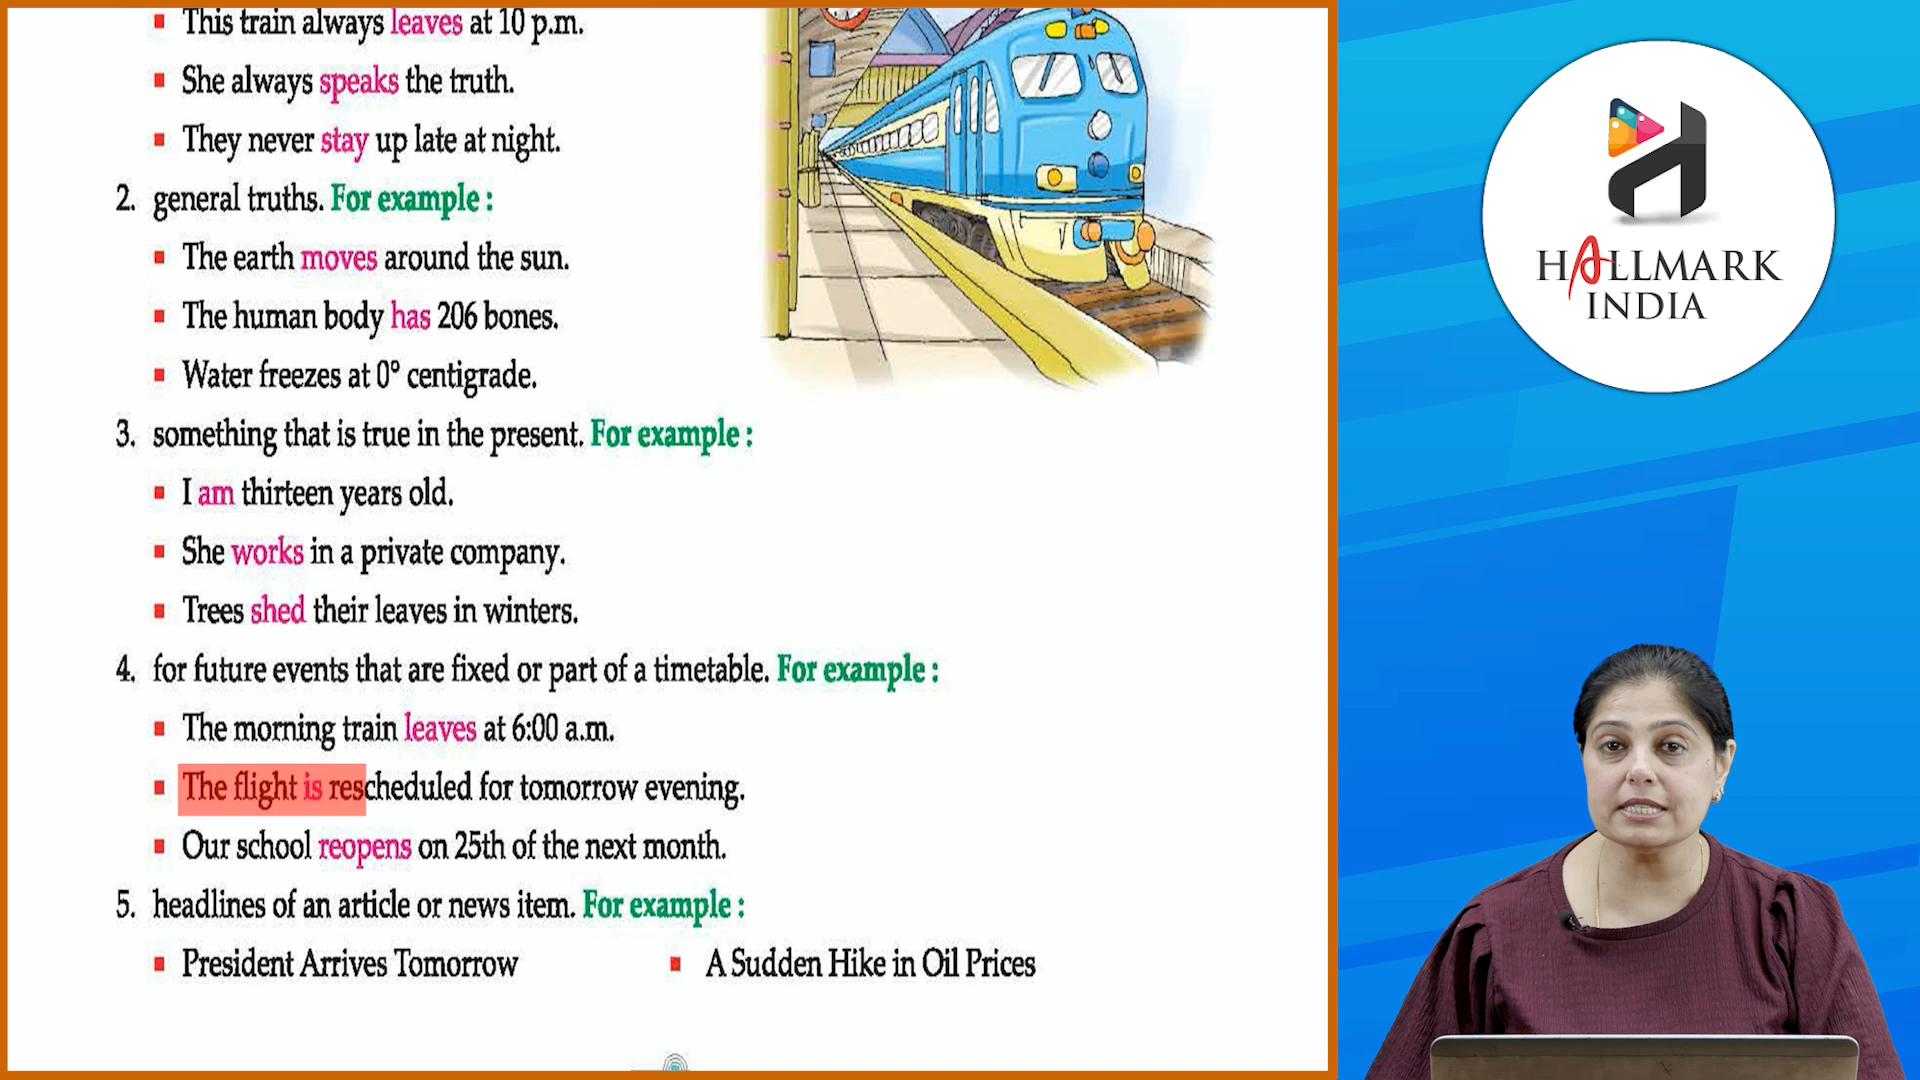 This train always leaves at 10 p.m.
She always speaks the truth.
They never stay up late at night.
2. general truths. For example :
The earth moves around the sun.
The human body has 206 bones.
Water freezes at 0° centigrade.
3. something that is true in the present. For example :
I am thirteen years old.
She works in a private company.
Trees shed their leaves in winters.
4. for future events that are fixed or part of a timetable. For example :
The morning train leaves at 6:00 a.m.
The flight is rescheduled for tomorrow evening.
Our school reopens on 25th of the next month.
5. headlines of an article or news item. For example :
President Arrives Tomorrow
A Sudden Hike in Oil Prices
HALLMARK
INDIA